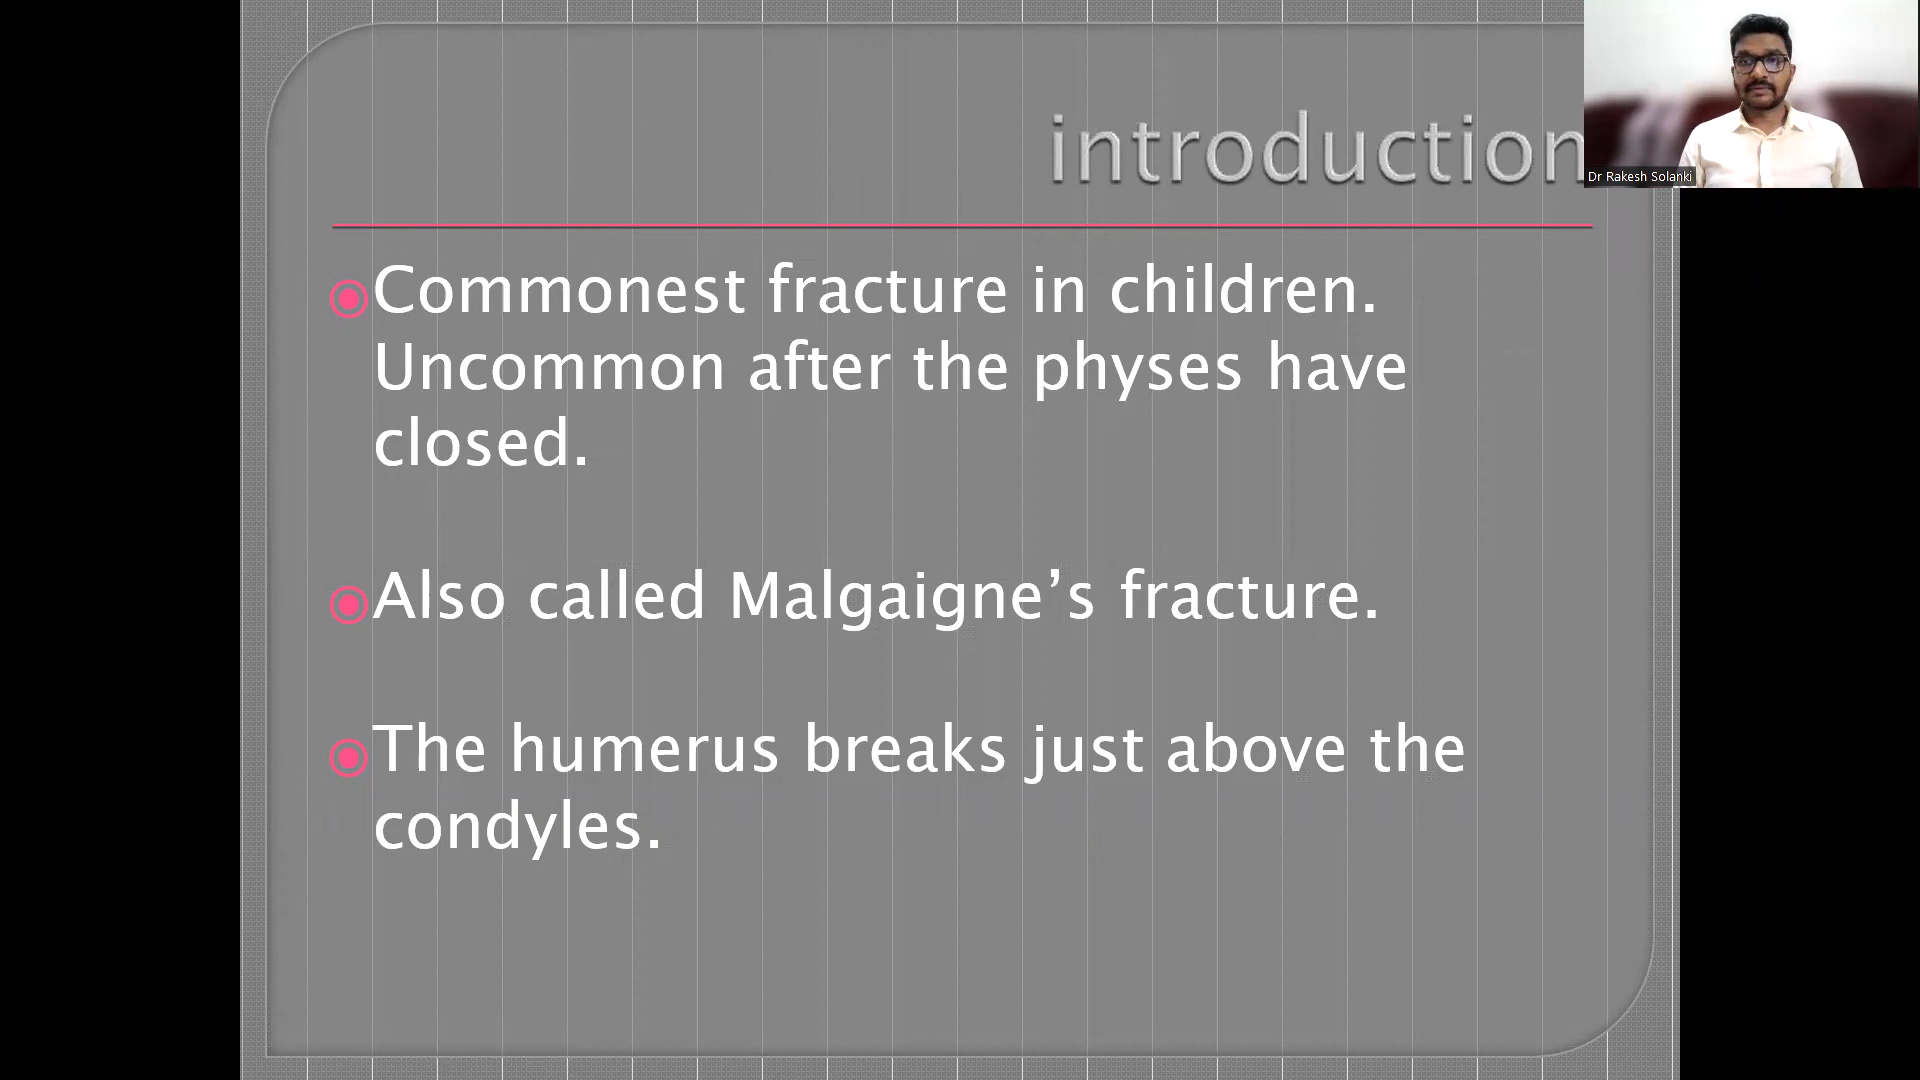 introduction
Dr Rakesh Solanki
Commonest fracture in children.
Uncommon after the physes have
closed.
Also called Malgaigne’s fracture.
The humerus breaks just above the
condyles.